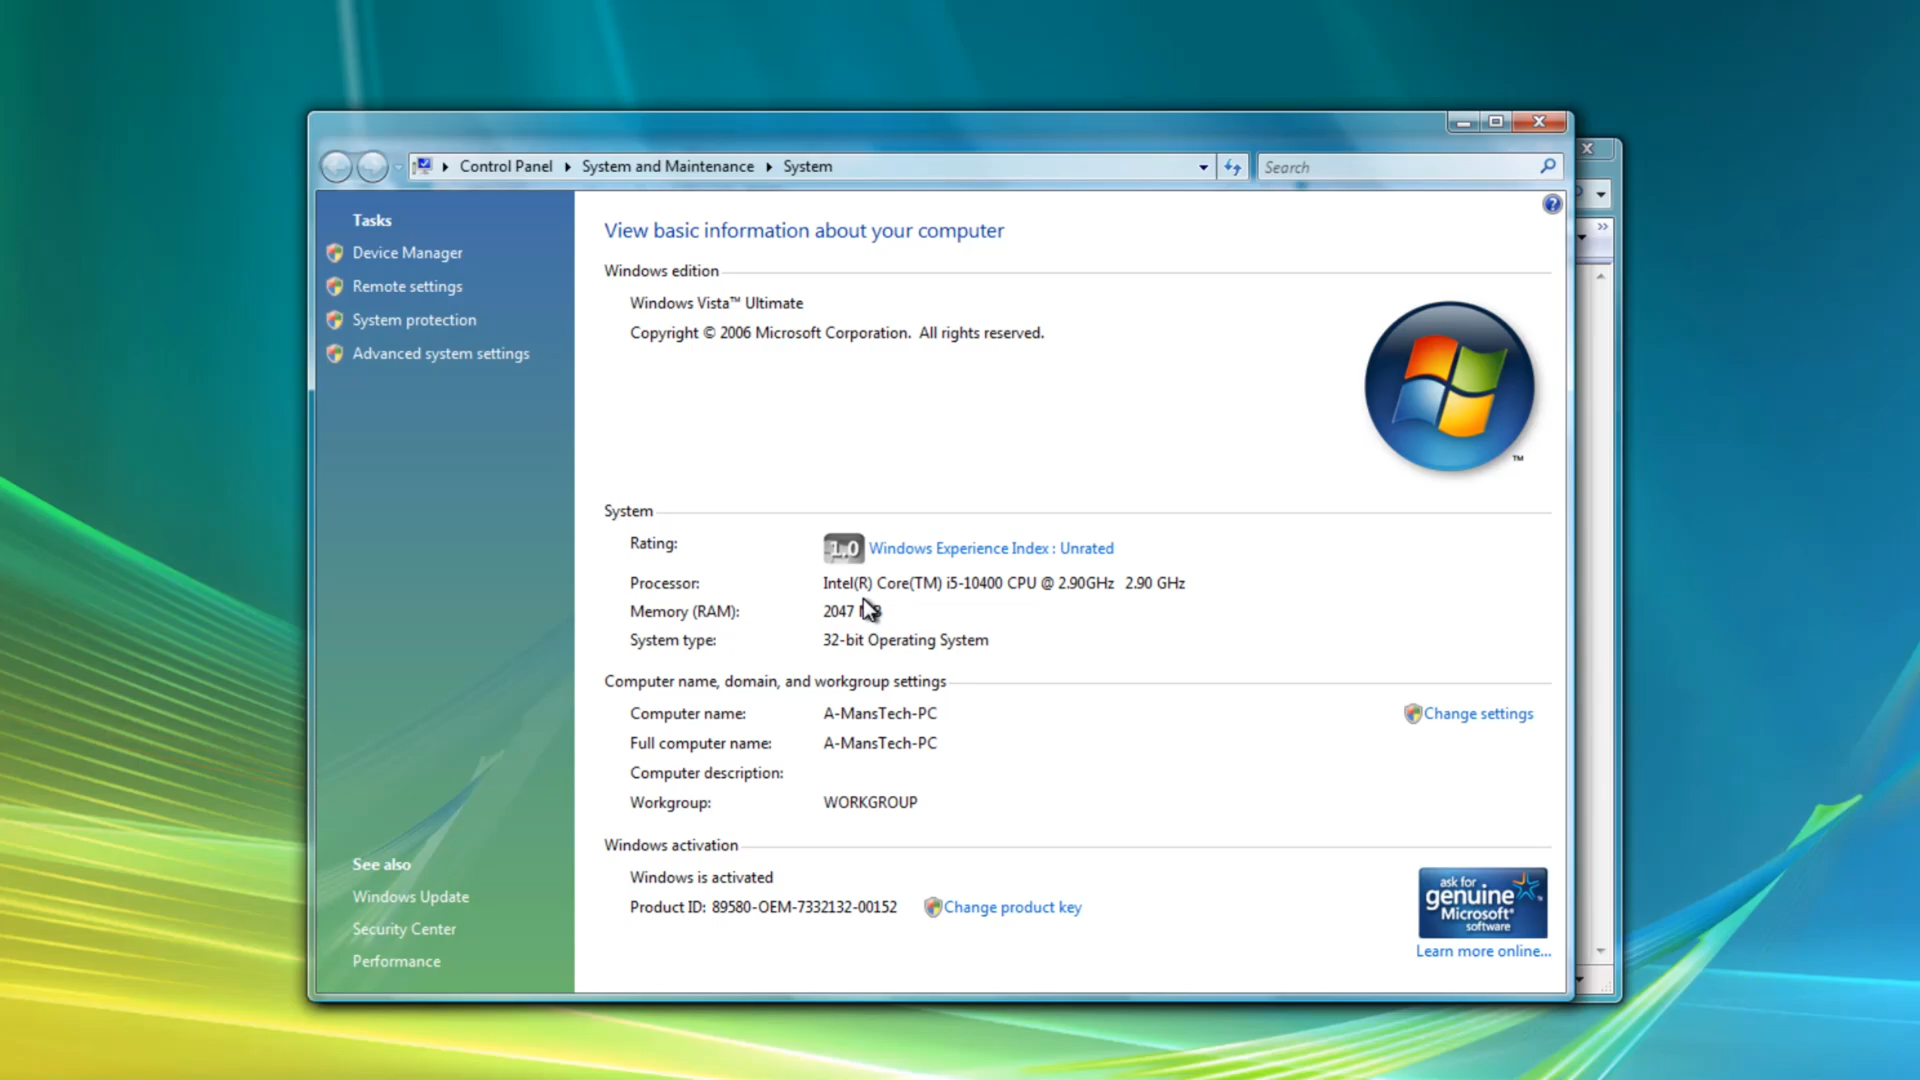 Control Panel System and Maintenance System
Search
Tasks
Device Manager
Remote settings
System protection
Advanced system settings
See also
Windows Update
Security Center
Performance
View basic information about your computer
Windows edition
Windows Vista™ Ultimate
Copyright © 2006 Microsoft Corporation. All rights reserved.
TM
System
Rating: 1,0 Windows Experience Index : Unrated
Processor: Intel(R) Core(TM) i5-10400 CPU @ 2.90GHz 2.90 GHz
Memory (RAM): 2047
System type: 32-bit Operating System
Computer name, domain, and workgroup settings
Computer name: A-MansTech-PC
Change settings
Full computer name: A-MansTech-PC
Computer description:
Workgroup: WORKGROUP
Windows activation
Windows is activated
Product ID: 89580-OEM-7332132-00152 Change product key
ask for
genuine
Microsoft®
software
Learn more online...